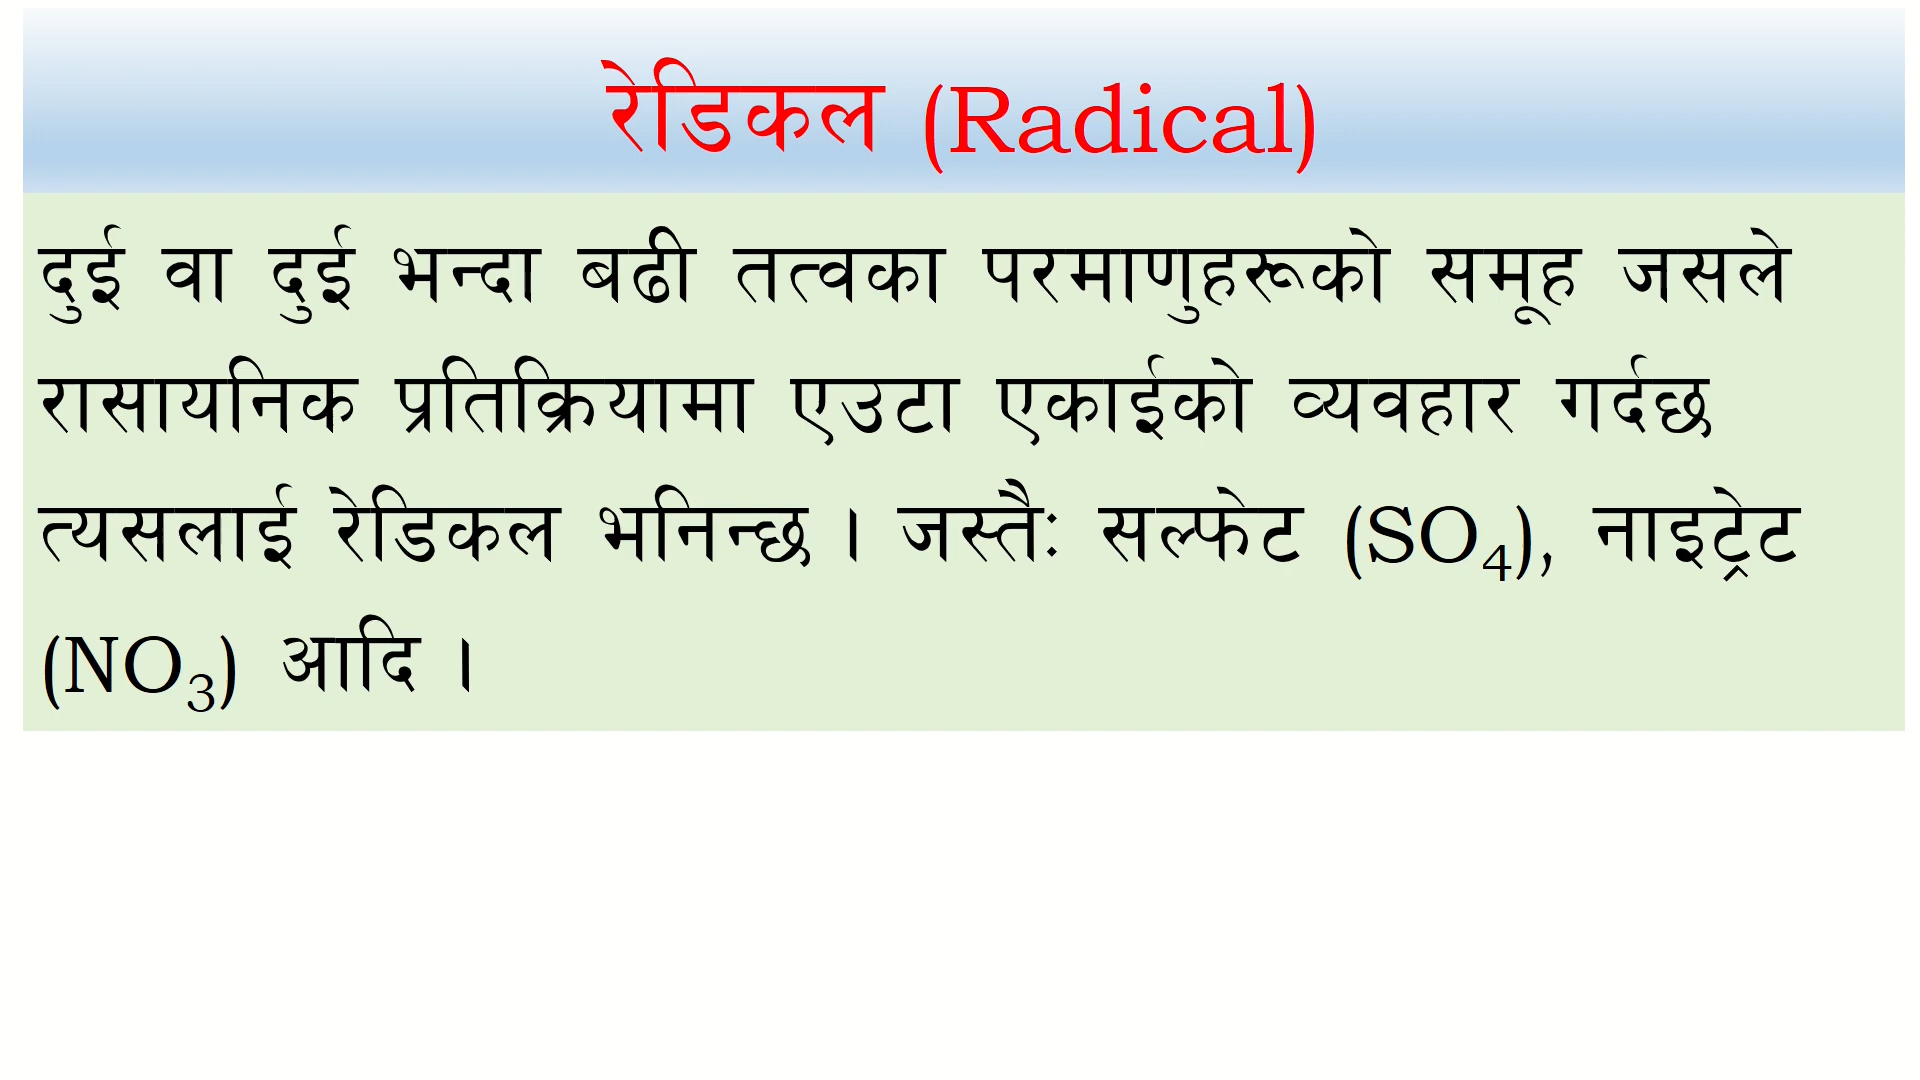 रेडिकल (Radical)
दुई वा दुई भन्दा बढी तत्वका परमाणुहरूको समूह जसले
रासायनिक प्रतिक्रियामा एउटा एकाईको व्यवहार गर्दछ
त्यसलाई रेडिकल भनिन्छ । जस्तैः सल्फेट (SO₄), नाइट्रेट
(NO₃) आदि ।